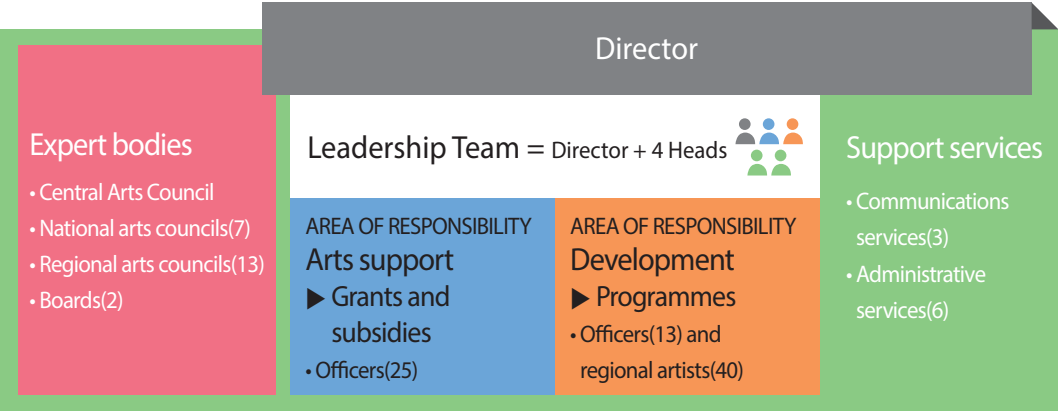 Director
Expert bodies
• Central Arts Council
• National arts councils(7)
• Regional arts councils(13)
• Boards(2)
Leadership Team = Director + 4 Heads
AREA OF RESPONSIBILITY
Arts support
▶ Grants and
subsidies
• Officers(25)
AREA OF RESPONSIBILITY
Development
▶ Programmes
• Officers(13) and
regional artists(40)
Support services
• Communications
services(3)
• Administrative
services(6)